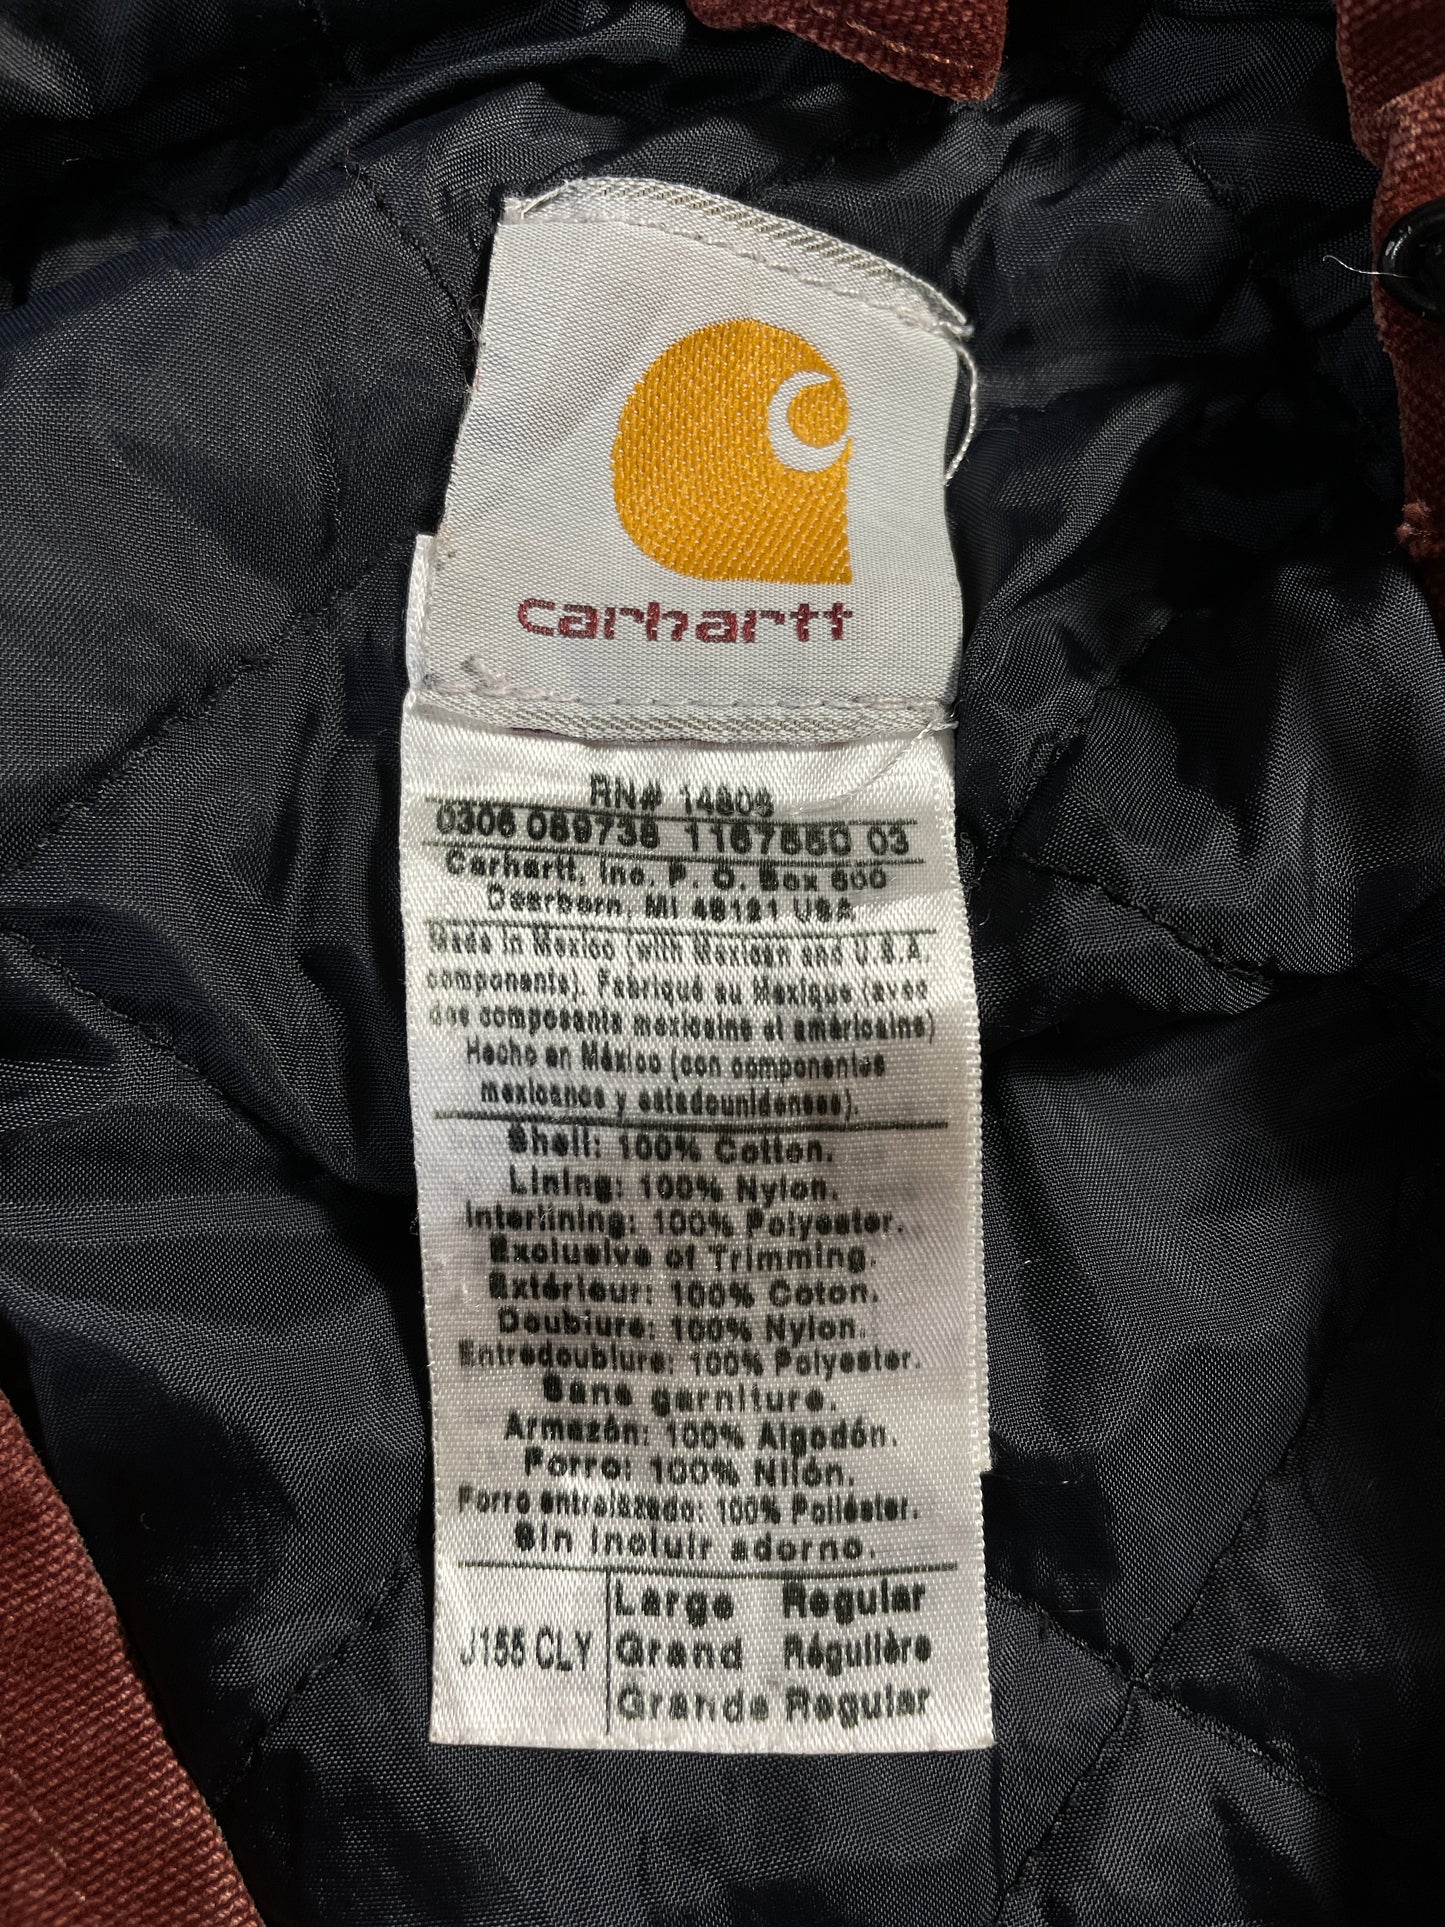 carhartt
RN# 14806
0306 089738 1167550 03
Carhartt, Inc. P. O. Box 600
Dearborn, MI 48121 USA
Made in Mexico (with Mexican and U.S.A.
components). Fabriqué au Mexique (avec
dos composants mexicains et américains)
Hecho en México (con componentes
mexicanos y estadounidenses).
Shell: 100% Cotton.
Lining: 100% Nylon.
Interlining: 100% Polyester.
Exclusive of Trimming.
Extérieur: 100% Coton.
Doublure: 100% Nylon.
Entredoublure: 100% Polyester.
Sans garniture.
Armazón: 100% Algodón.
Forro: 100% Nilón.
Forro entralazado: 100% Poliéster.
Sin incluir adorno.
J155 CLY
Large Regular
Grand Régulière
Grande Regular